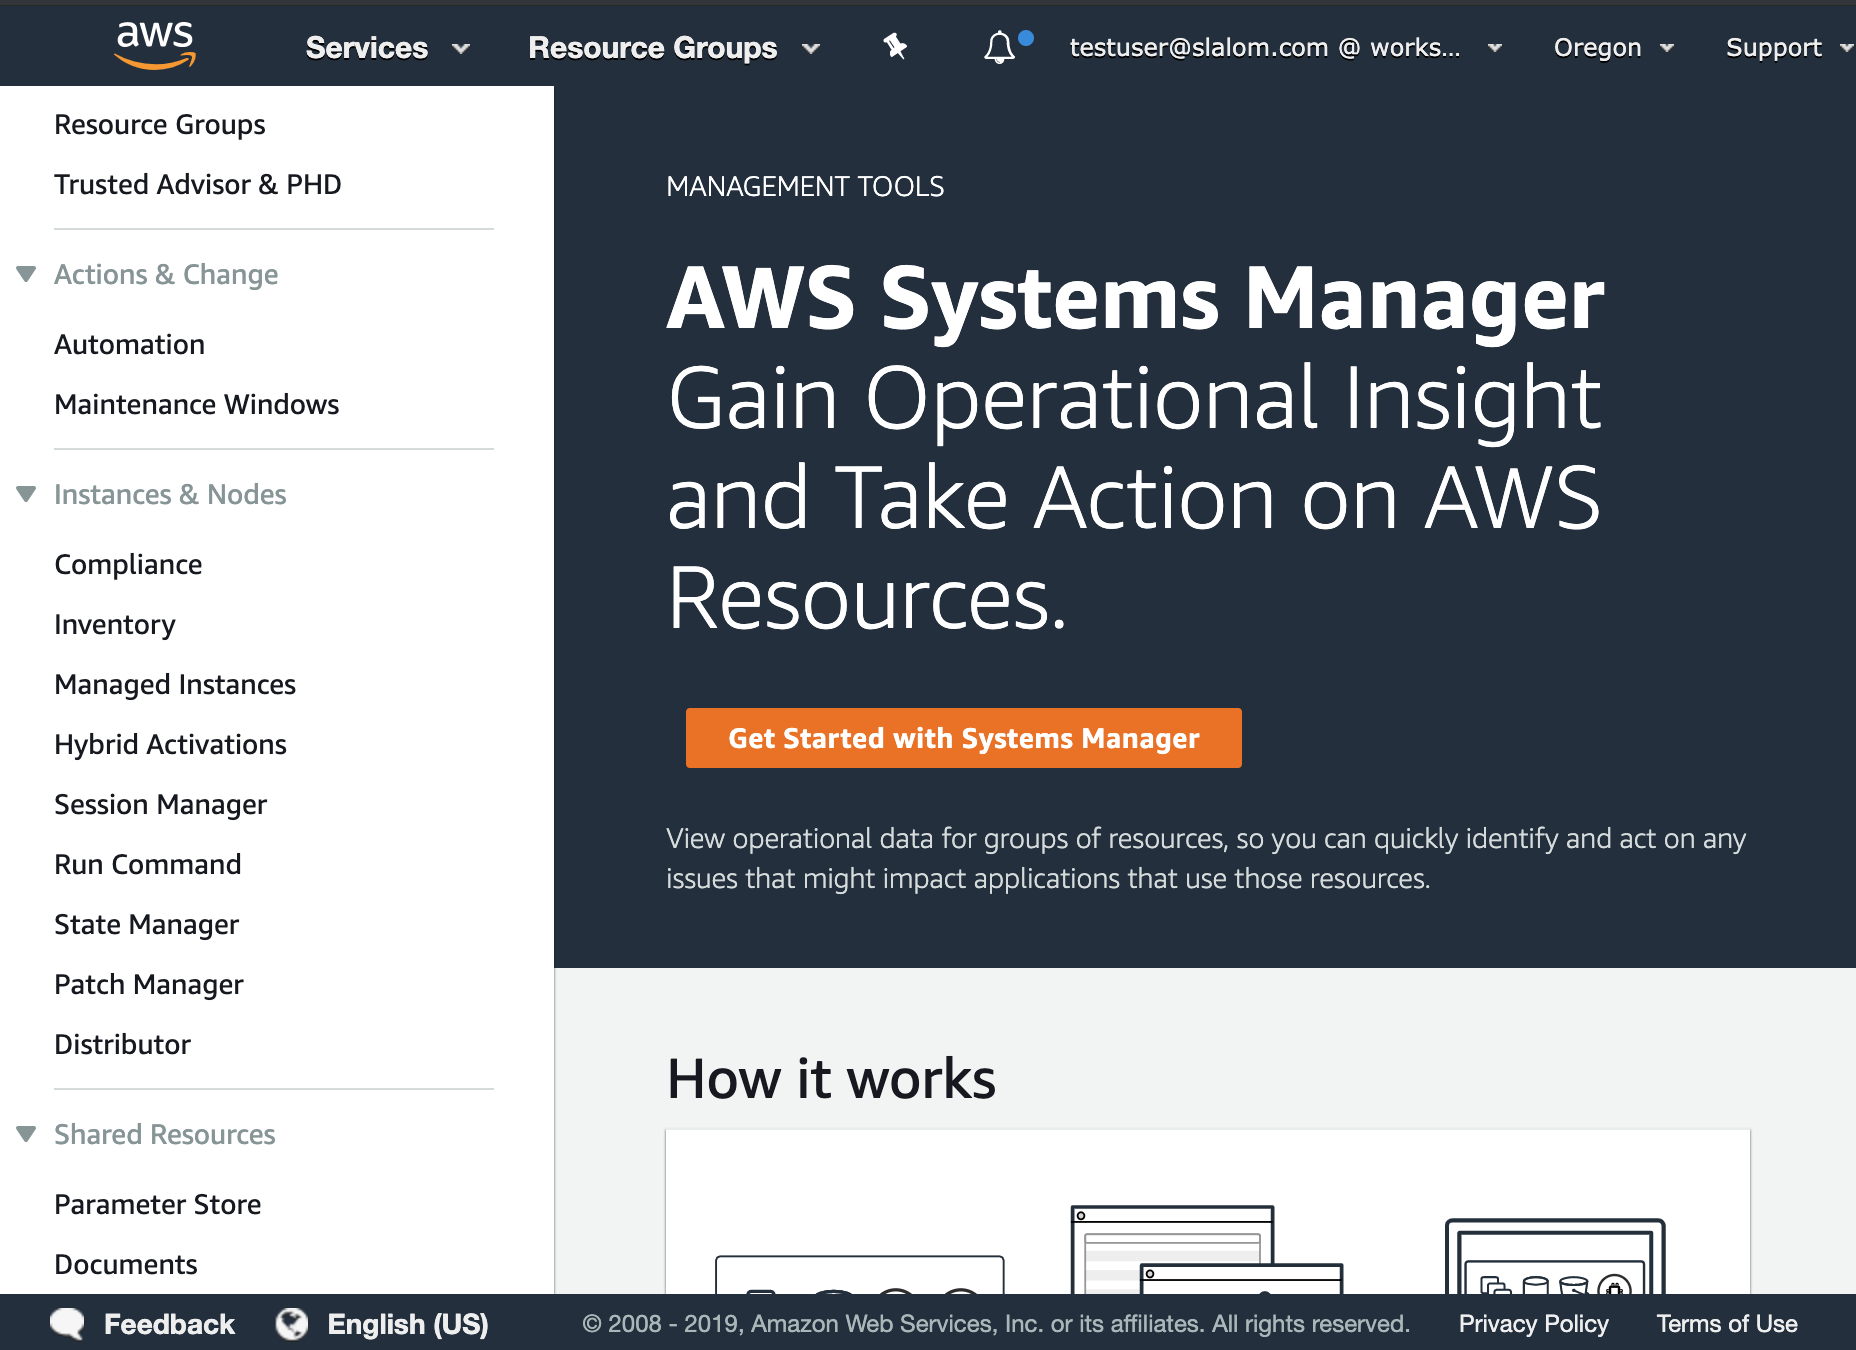 aws
Services
Resource Groups
testuser@slalom.com @ works...
Oregon
Support
Resource Groups
Trusted Advisor & PHD
Actions & Change
Automation
Maintenance Windows
Instances & Nodes
Compliance
Inventory
Managed Instances
Hybrid Activations
Session Manager
Run Command
State Manager
Patch Manager
Distributor
Shared Resources
Parameter Store
Documents
MANAGEMENT TOOLS
AWS Systems Manager
Gain Operational Insight
and Take Action on AWS
Resources.
Get Started with Systems Manager
View operational data for groups of resources, so you can quickly identify and act on any
issues that might impact applications that use those resources.
How it works
Feedback
English (US)
© 2008 - 2019, Amazon Web Services, Inc. or its affiliates. All rights reserved.
Privacy Policy
Terms of Use